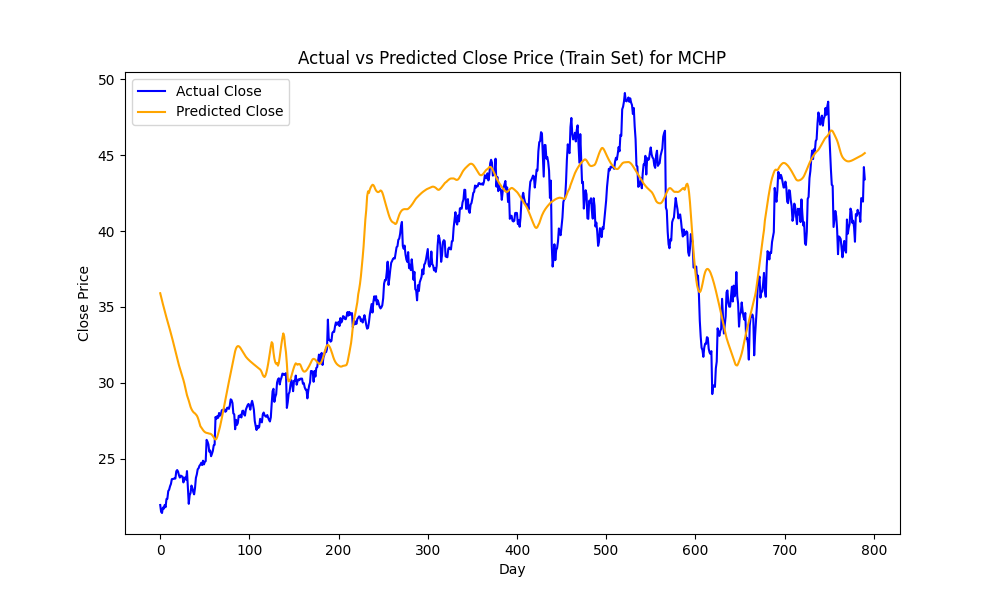 Actual vs Predicted Close Price (Train Set) for MCHP
Actual Close
Predicted Close
Close Price
50
45
40
35
30
25
0 100 200 300 400 500 600 700 800
Day